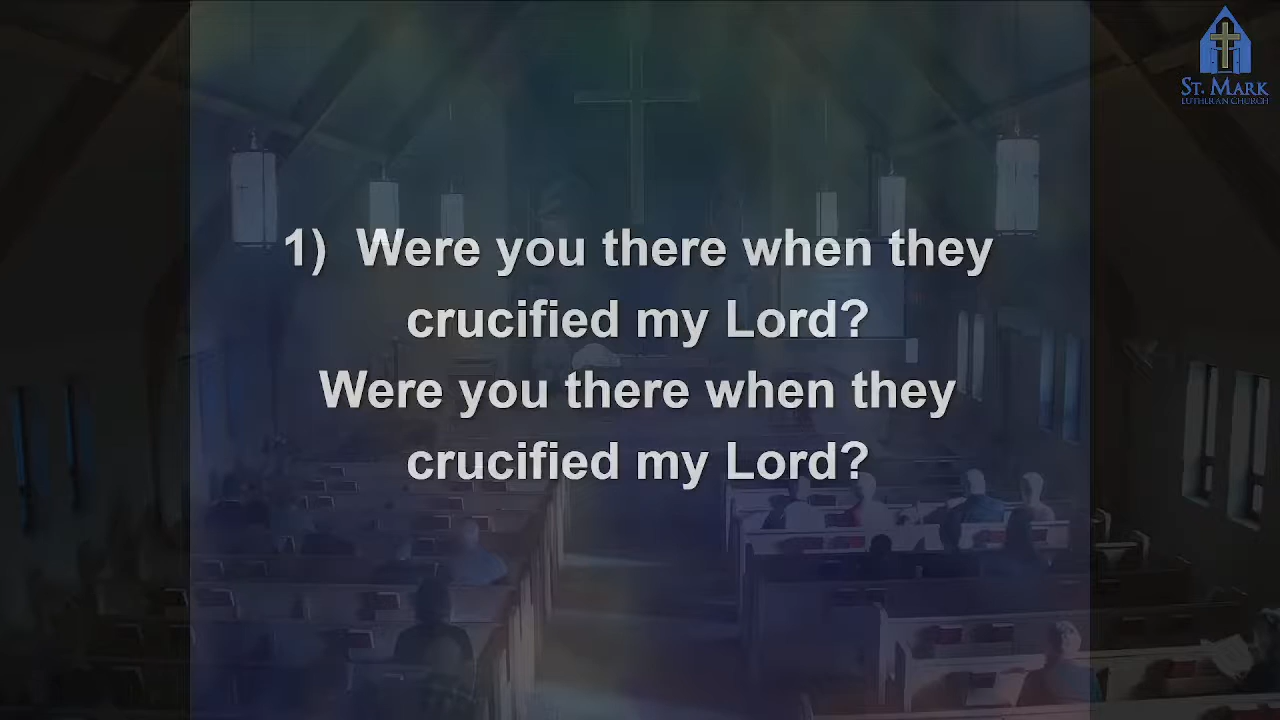 St. Mark
Lutheran Church
1) Were you there when they
crucified my Lord?
Were you there when they
crucified my Lord?